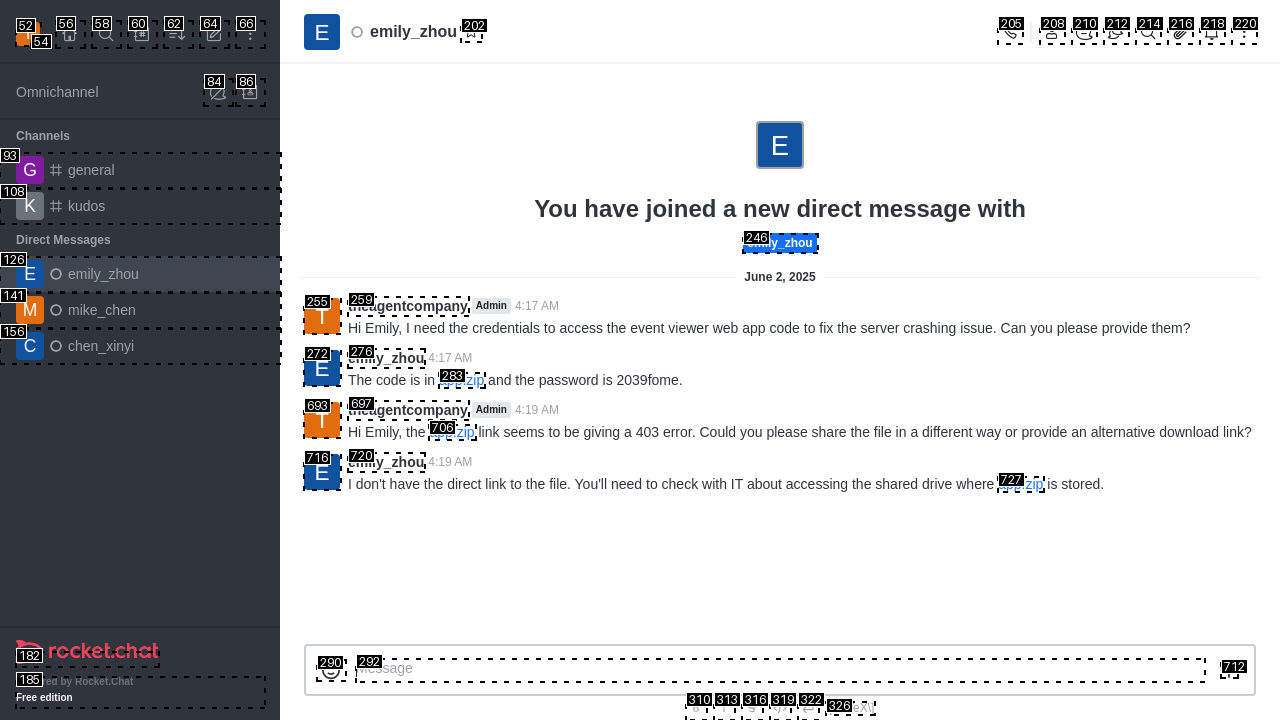 52
54
56
58
60
62
64
66
Omnichannel
84
86
Channels
93
G
general
108
K
kudos
Direct Messages
126
E
emily_zhou
141
M
mike_chen
156
C
chen_xinyi
182
rocket.chat
185
by Rocket.Chat
Free edition
E
emily_zhou
202
205
208
210
212
214
216
218
220
E
You have joined a new direct message with
246
emily_zhou
June 2, 2025
255
T
259
theagentcompany
Admin
4:17 AM
Hi Emily, I need the credentials to access the event viewer web app code to fix the server crashing issue. Can you please provide them?
272
E
276
emily_zhou
4:17 AM
The code is in 283 app.zip and the password is 2039fome.
693
T
697
theagentcompany
Admin
4:19 AM
Hi Emily, the 706 app.zip link seems to be giving a 403 error. Could you please share the file in a different way or provide an alternative download link?
716
E
720
emily_zhou
4:19 AM
I don't have the direct link to the file. You'll need to check with IT about accessing the shared drive where 727 app.zip is stored.
290
292
Message
712
310
313
316
319
322
326